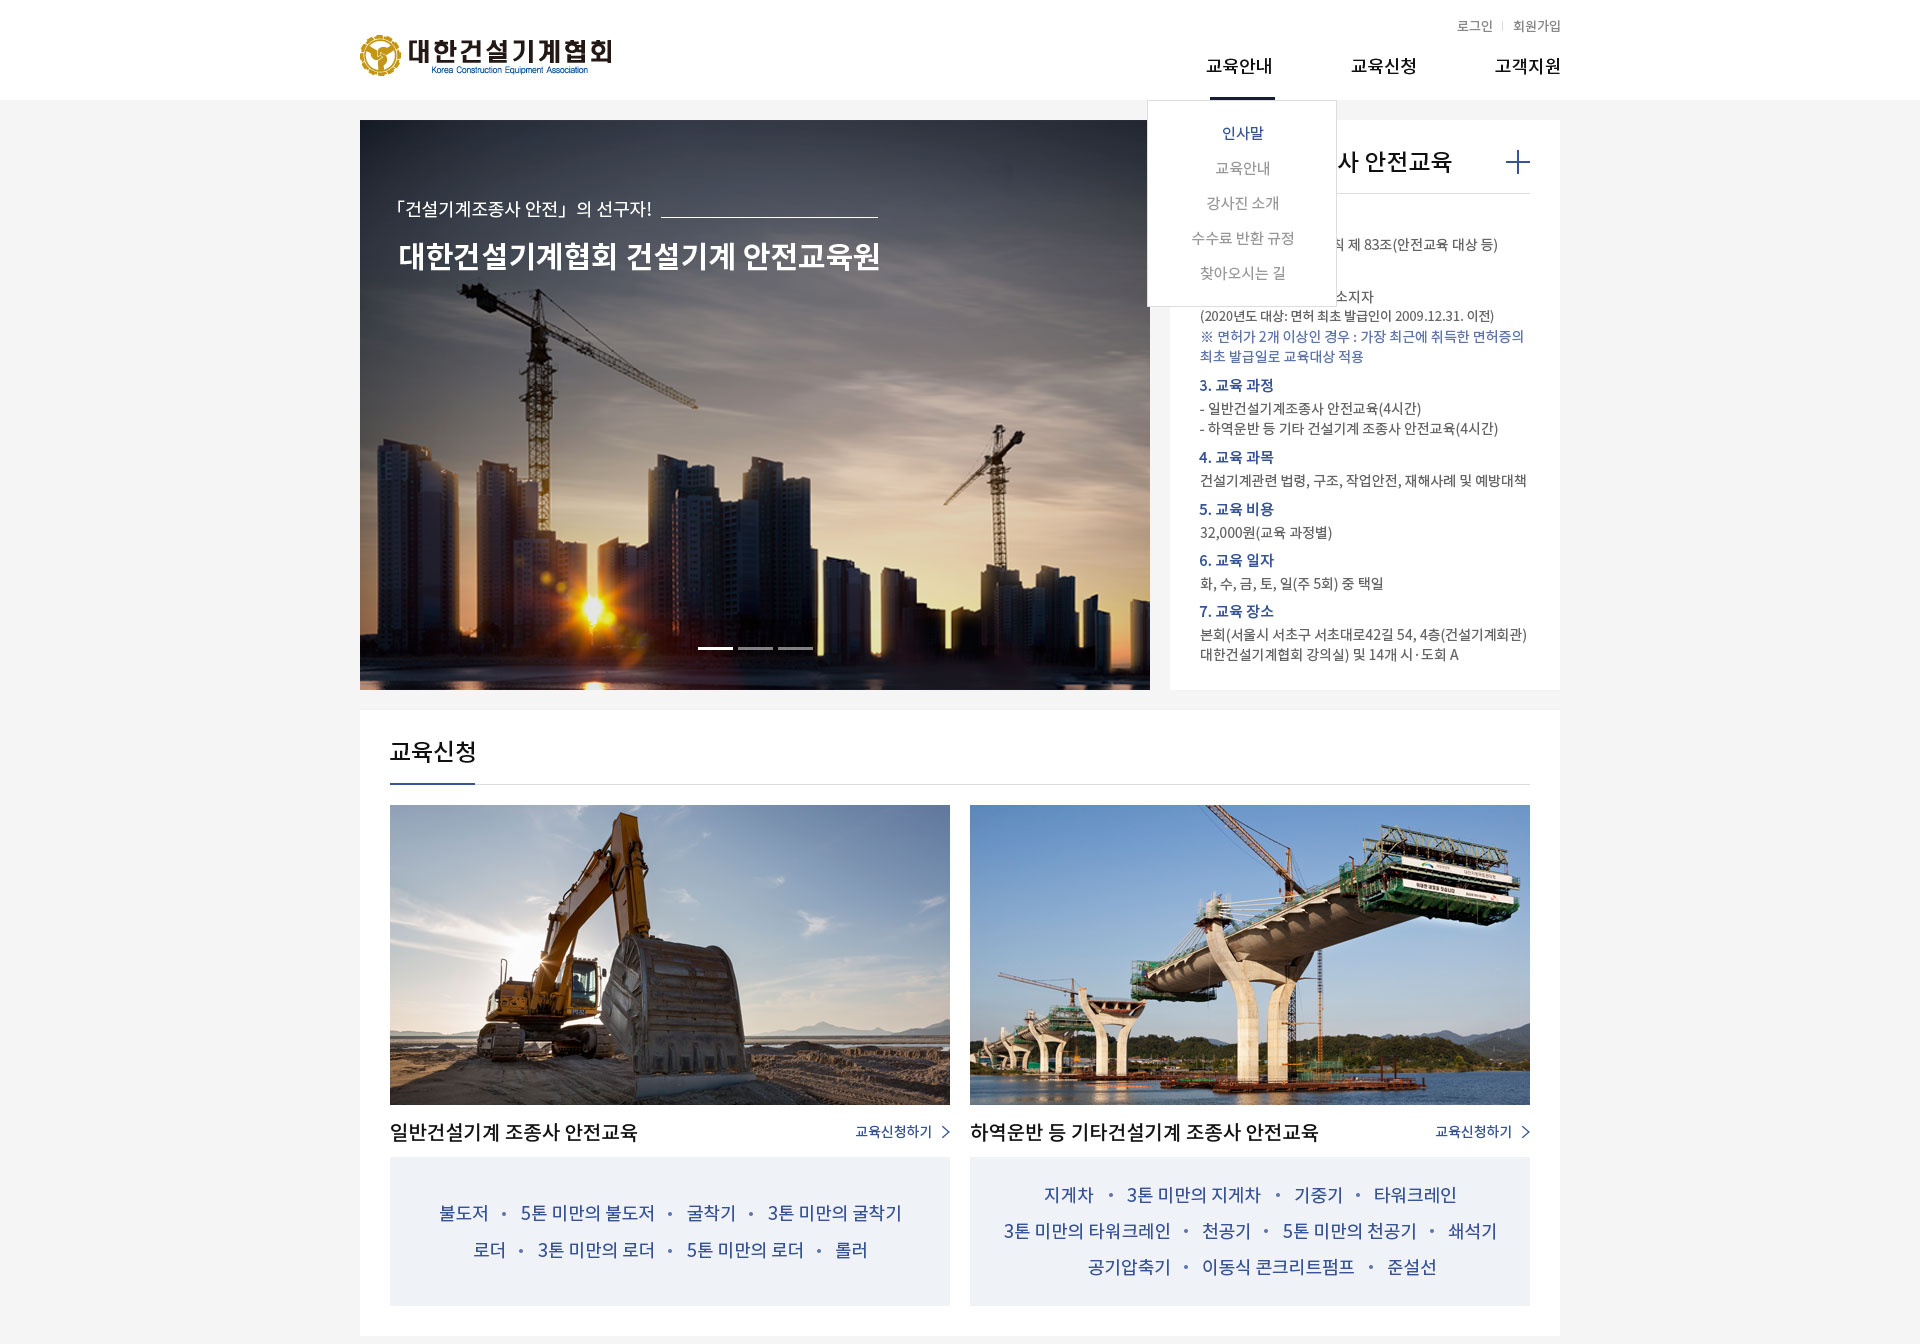 로그인 회원가입
대한건설기계협회
Korea Construction Equipment Association
교육안내 교육신청 고객지원
인사말
교육안내
강사진 소개
수수료 반환 규정
찾아오시는 길
「건설기계조종사 안전」의 선구자!
대한건설기계협회 건설기계 안전교육원
사 안전교육
칙 제 83조(안전교육 대상 등)
소지자
(2020년도 대상: 면허 최초 발급인이 2009.12.31. 이전)
※ 면허가 2개 이상인 경우 : 가장 최근에 취득한 면허증의
최초 발급일로 교육대상 적용
3. 교육 과정
- 일반건설기계조종사 안전교육(4시간)
- 하역운반 등 기타 건설기계 조종사 안전교육(4시간)
4. 교육 과목
건설기계관련 법령, 구조, 작업안전, 재해사례 및 예방대책
5. 교육 비용
32,000원(교육 과정별)
6. 교육 일자
화, 수, 금, 토, 일(주 5회) 중 택일
7. 교육 장소
본회(서울시 서초구 서초대로42길 54, 4층(건설기계회관)
대한건설기계협회 강의실) 및 14개 시·도회 A
교육신청
일반건설기계 조종사 안전교육
교육신청하기 >
불도저 • 5톤 미만의 불도저 • 굴착기 • 3톤 미만의 굴착기
로더 • 3톤 미만의 로더 • 5톤 미만의 로더 • 롤러
하역운반 등 기타건설기계 조종사 안전교육
교육신청하기 >
지게차 • 3톤 미만의 지게차 • 기중기 • 타워크레인
3톤 미만의 타워크레인 • 천공기 • 5톤 미만의 천공기 • 쇄석기
공기압축기 • 이동식 콘크리트펌프 • 준설선